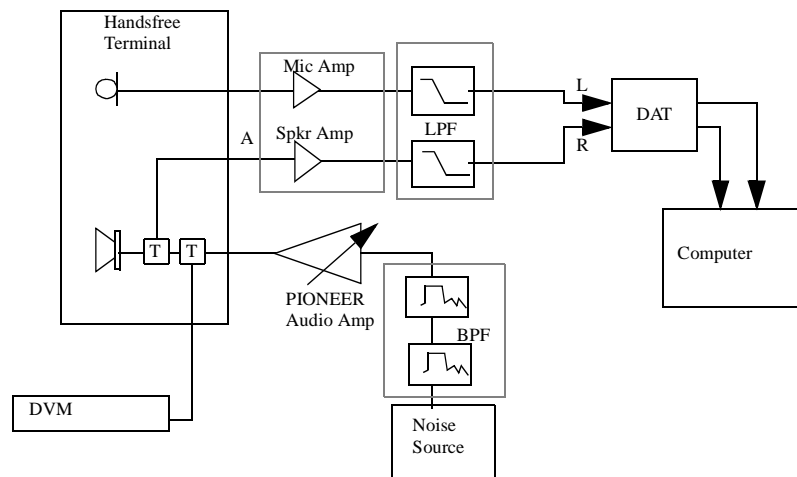 Handsfree
Terminal
Mic Amp
L
DAT
LPF
A
Spkr Amp
R
T
T
Computer
PIONEER
Audio Amp
BPF
DVM
Noise
Source